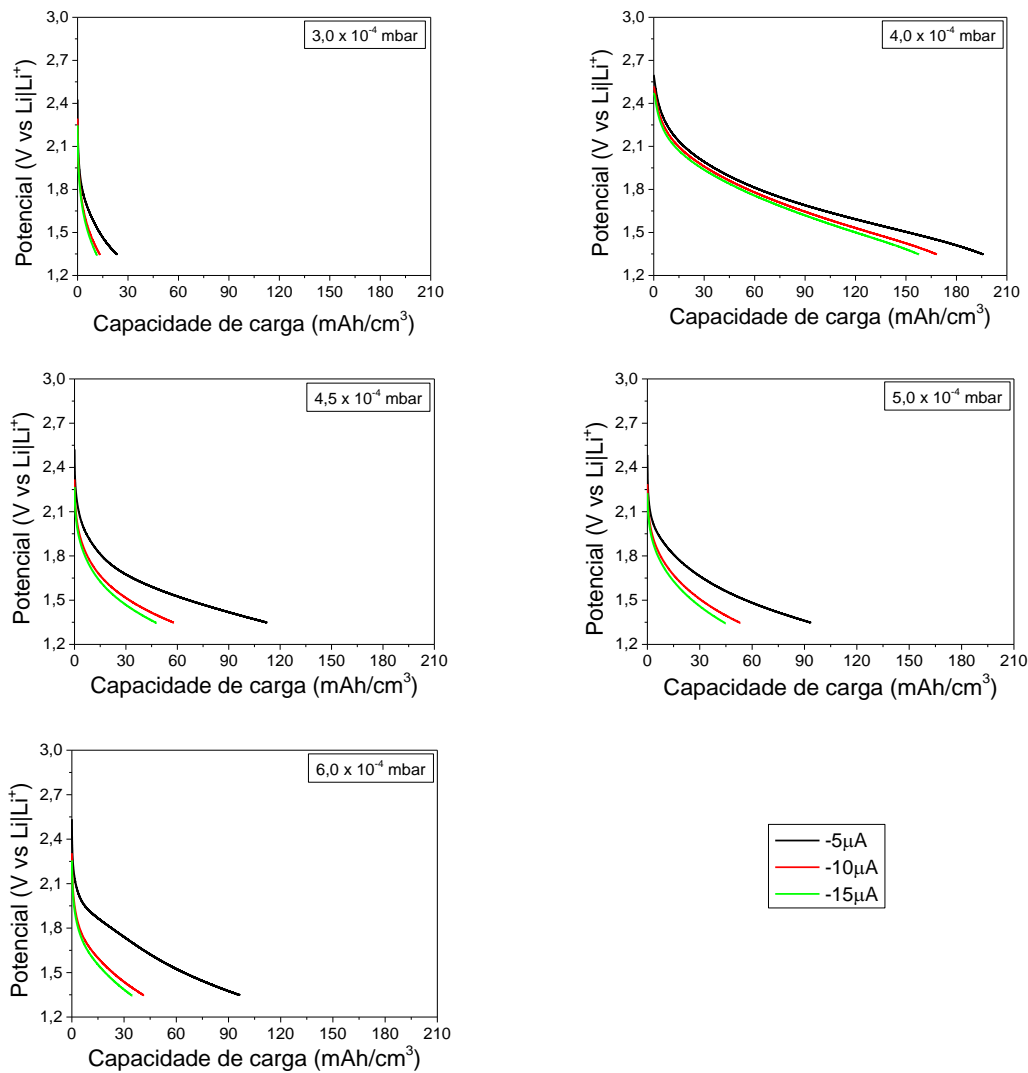 3,0 x 10⁻⁴ mbar
3,0
2,7
2,4
2,1
1,8
1,5
1,2
Potencial (V vs Li|Li⁺)
0 30 60 90 120 150 180 210
Capacidade de carga (mAh/cm³)
4,0 x 10⁻⁴ mbar
3,0
2,7
2,4
2,1
1,8
1,5
1,2
Potencial (V vs Li|Li⁺)
0 30 60 90 120 150 180 210
Capacidade de carga (mAh/cm³)
4,5 x 10⁻⁴ mbar
3,0
2,7
2,4
2,1
1,8
1,5
1,2
Potencial (V vs Li|Li⁺)
0 30 60 90 120 150 180 210
Capacidade de carga (mAh/cm³)
5,0 x 10⁻⁴ mbar
3,0
2,7
2,4
2,1
1,8
1,5
1,2
Potencial (V vs Li|Li⁺)
0 30 60 90 120 150 180 210
Capacidade de carga (mAh/cm³)
6,0 x 10⁻⁴ mbar
3,0
2,7
2,4
2,1
1,8
1,5
1,2
Potencial (V vs Li|Li⁺)
0 30 60 90 120 150 180 210
Capacidade de carga (mAh/cm³)
-5µA
-10µA
-15µA